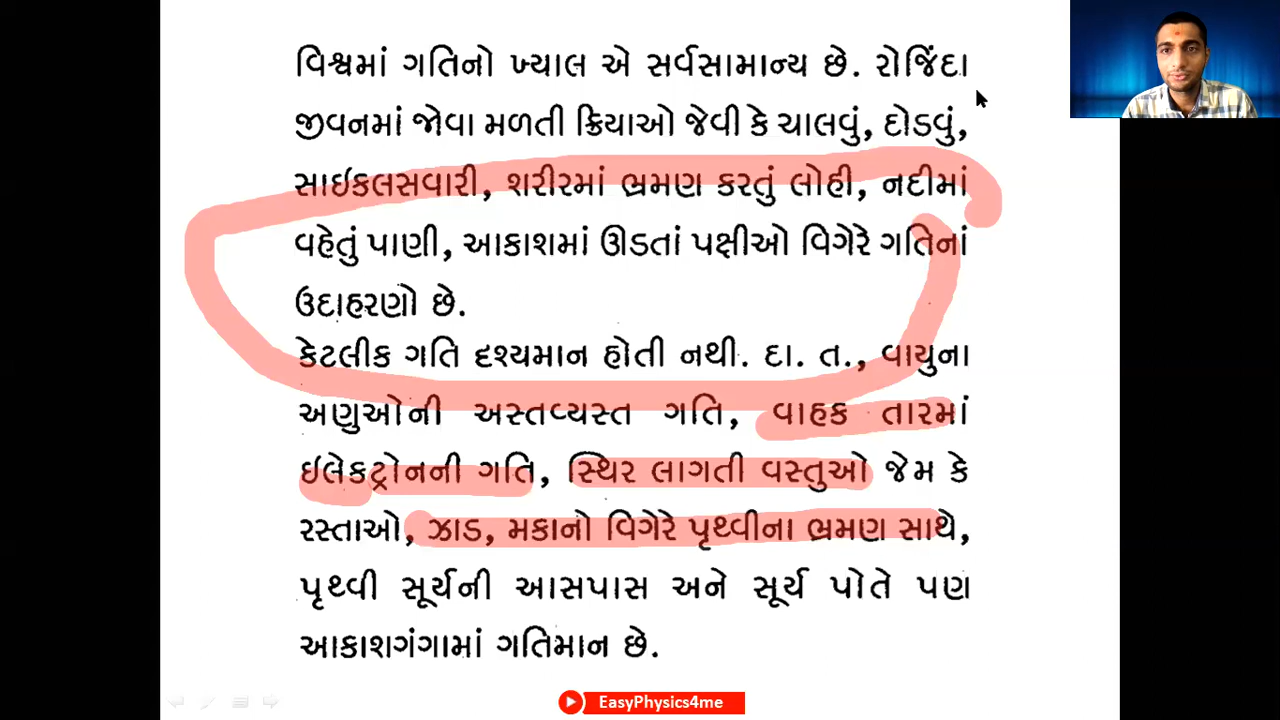 વિશ્વમાં ગતિનો ખ્યાલ એ સર્વસામાન્ય છે. રોજિંદા
જીવનમાં જોવા મળતી ક્રિયાઓ જેવી કે ચાલવું, દોડવું,
સાઇકલસવારી, શરીરમાં ભ્રમણ કરતું લોહી, નદીમાં
વહેતું પાણી, આકાશમાં ઊડતાં પક્ષીઓ વિગેરે ગતિનાં
ઉદાહરણો છે.
કેટલીક ગતિ દૃશ્યમાન હોતી નથી. દા. ત., વાયુના
અણુઓની અસ્તવ્યસ્ત ગતિ, વાહક તારમાં
ઇલેકટ્રોનની ગતિ, સ્થિર લાગતી વસ્તુઓ જેમ કે
રસ્તાઓ, ઝાડ, મકાનો વિગેરે પૃથ્વીના ભ્રમણ સાથે,
પૃથ્વી સૂર્યની આસપાસ અને સૂર્ય પોતે પણ
આકાશગંગામાં ગતિમાન છે.
EasyPhysics4me